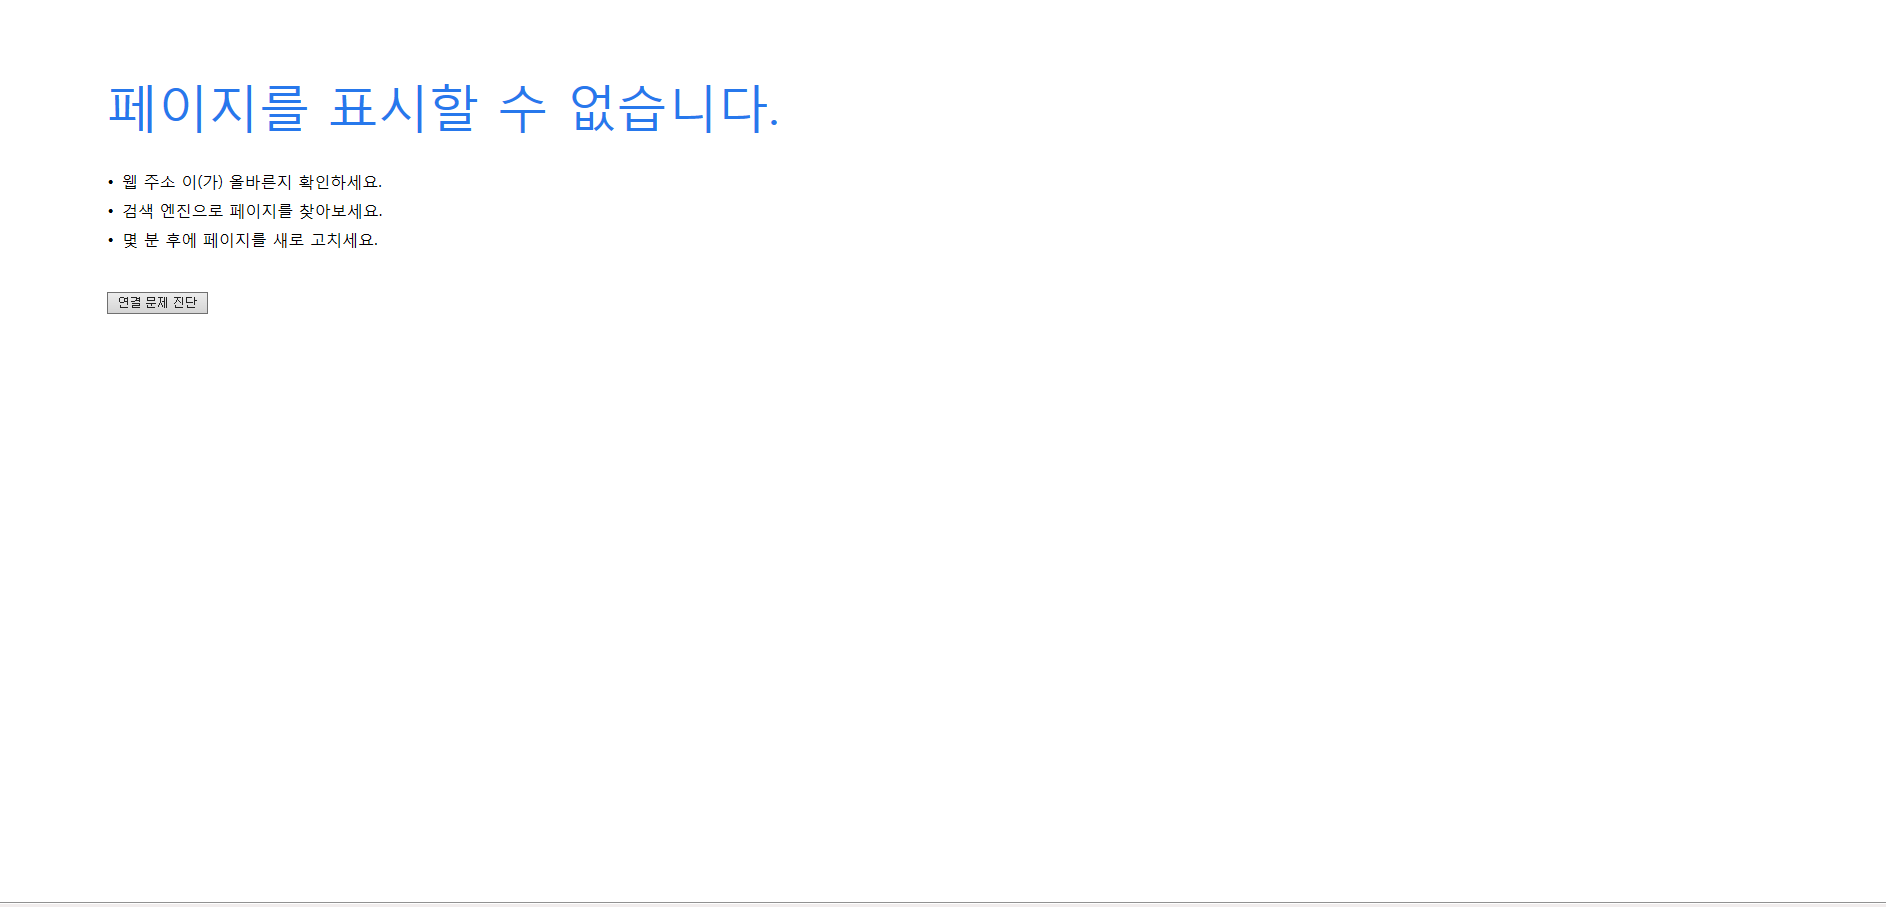 페이지를 표시할 수 없습니다.
• 웹 주소 이(가) 올바른지 확인하세요.
• 검색 엔진으로 페이지를 찾아보세요.
• 몇 분 후에 페이지를 새로 고치세요.
연결 문제 진단